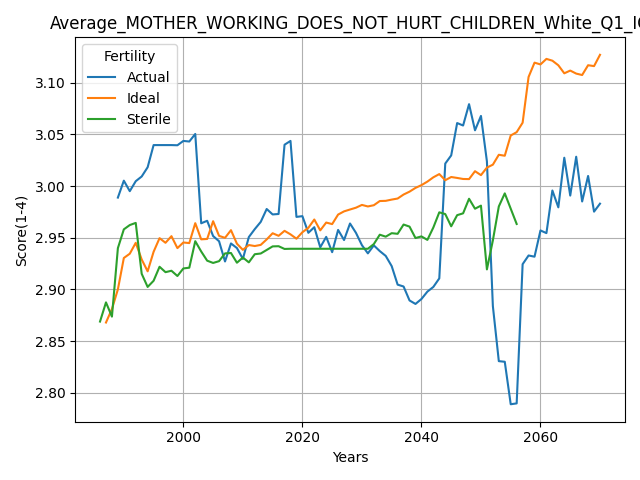 Average_MOTHER_WORKING_DOES_NOT_HURT_CHILDREN_White_Q1_I
Fertility
Actual
Ideal
Sterile
3.10
3.05
3.00
2.95
2.90
2.85
2.80
Score(1-4)
2000
2020
2040
2060
Years